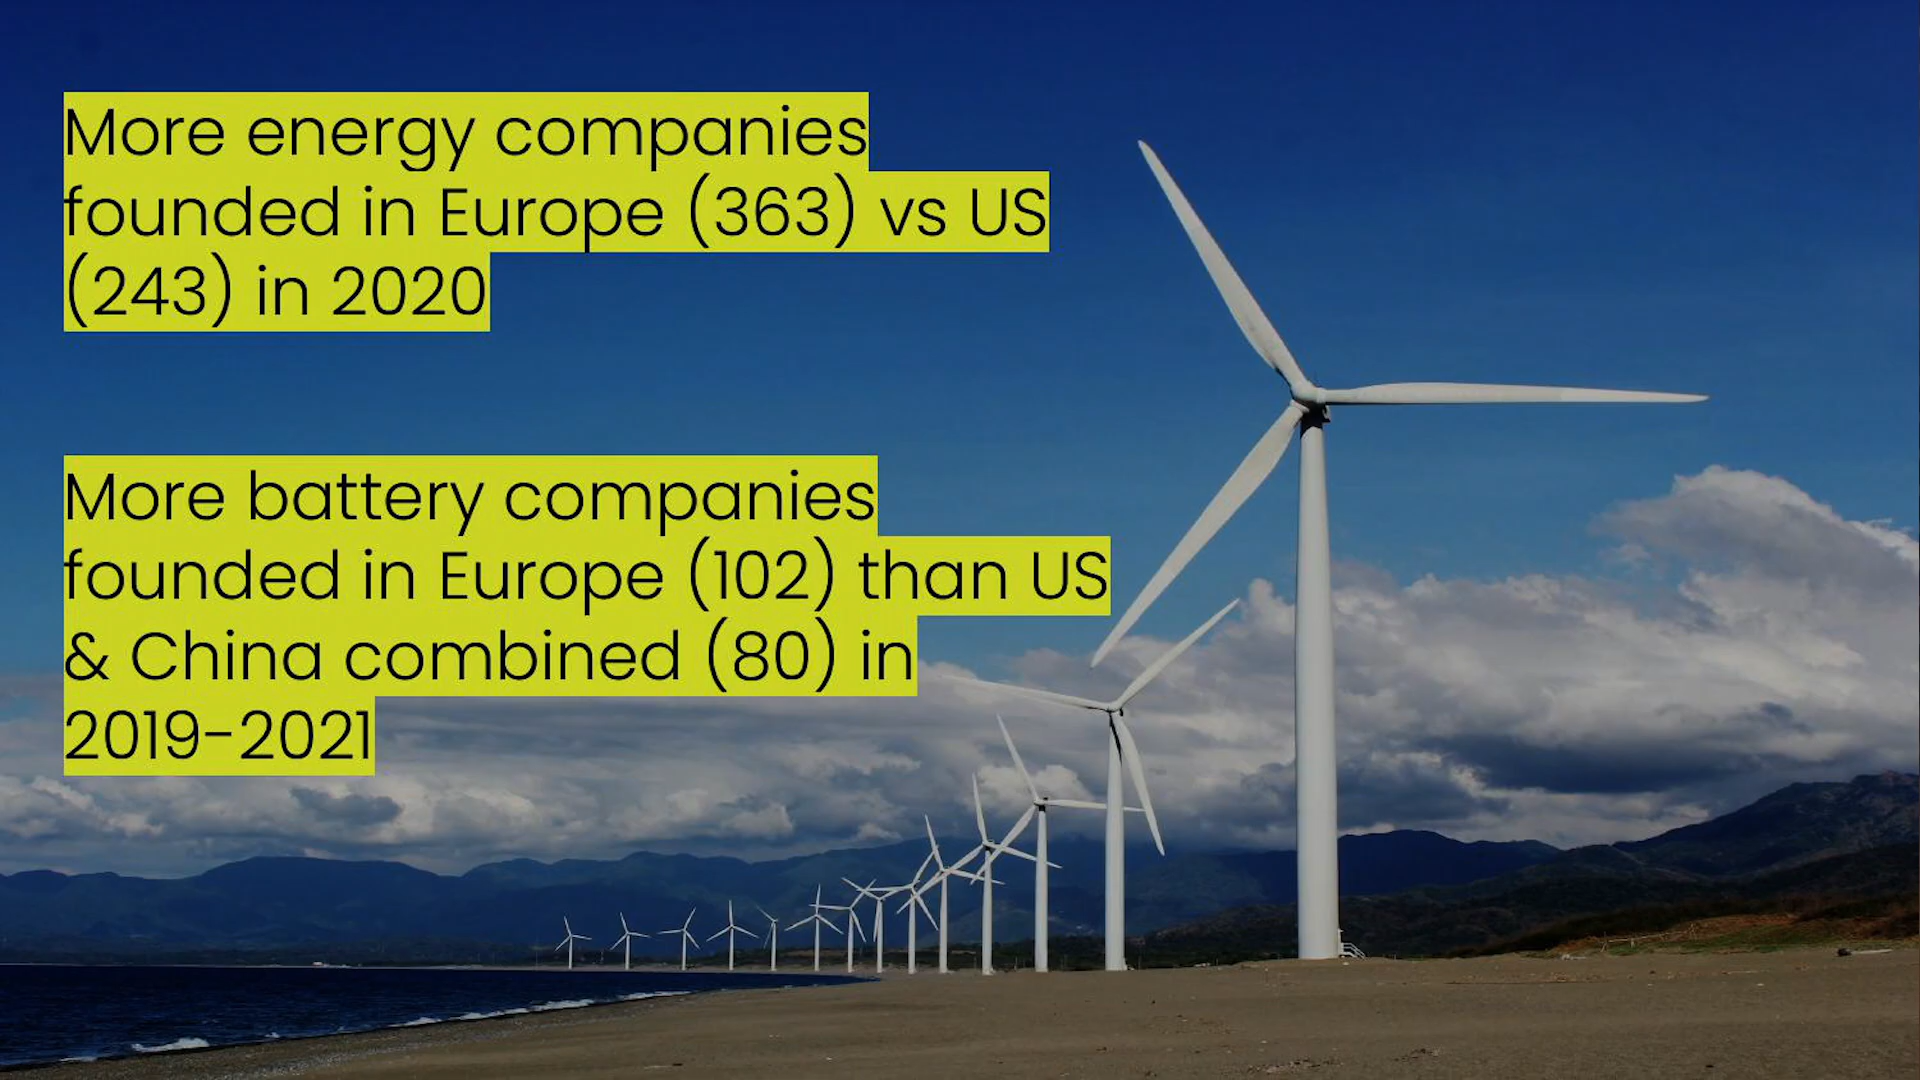 More energy companies
founded in Europe (363) vs US
(243) in 2020
More battery companies
founded in Europe (102) than US
& China combined (80) in
2019-2021